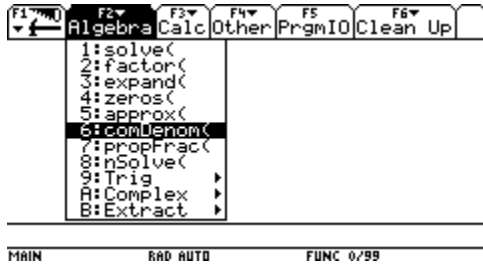 F1 F2 F3 F4 F5 F6
Algebra Calc Other PrgmIO Clean Up
1:solve(
2:factor(
3:expand(
4:zeros(
5:approx(
6:comDenom(
7:propFrac(
8:nSolve(
9:Trig
A:Complex
B:Extract
MAIN RAD AUTO FUNC 0/99